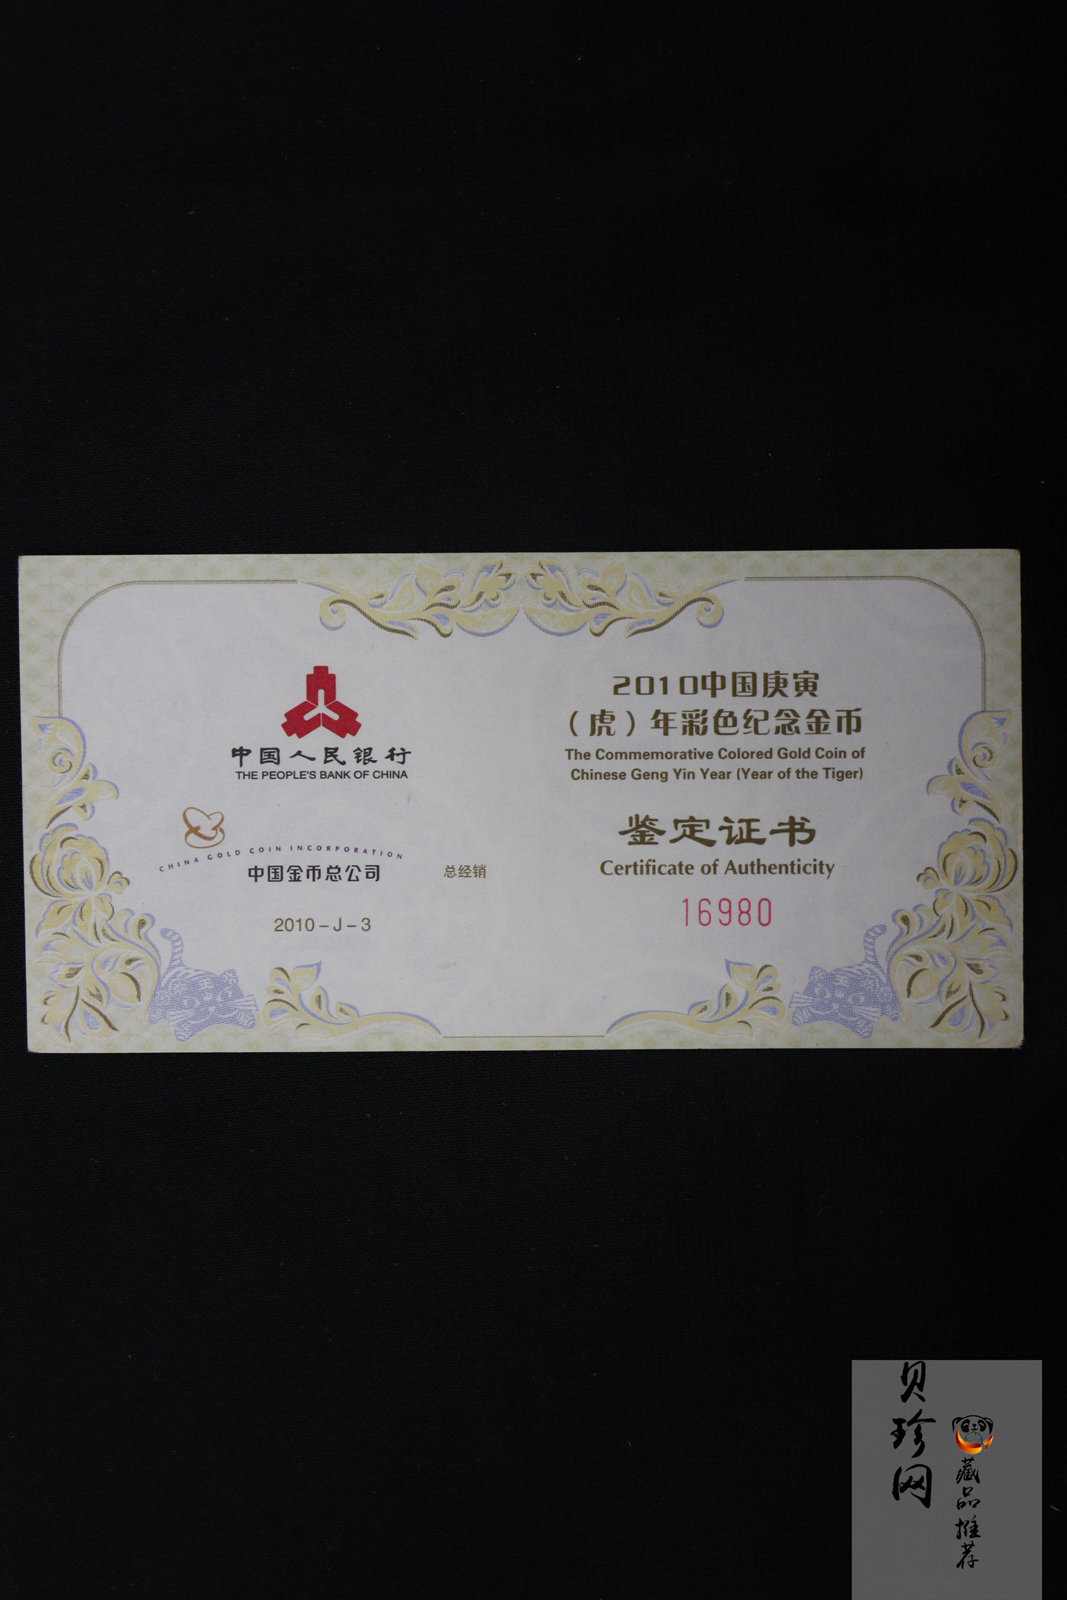 中国人民银行
THE PEOPLE'S BANK OF CHINA
CHINA GOLD COIN INCORPORATION
中国金币总公司 总经销
2010-J-3
2010中国庚寅
（虎）年彩色纪念金币
The Commemorative Colored Gold Coin of
Chinese Geng Yin Year (Year of the Tiger)
鉴定证书
Certificate of Authenticity
16980
贝珍网
藏品推荐